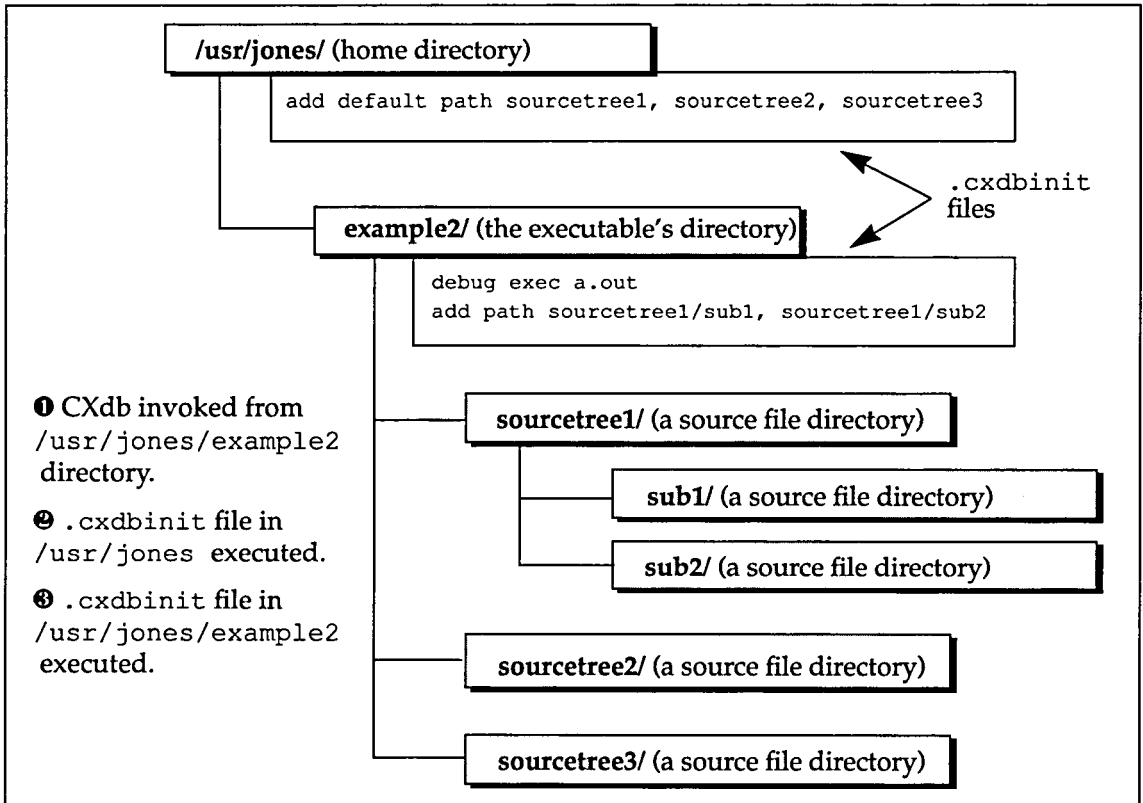 /usr/jones/ (home directory)
add default path sourcetree1, sourcetree2, sourcetree3
.cxdbinit
files
example2/ (the executable's directory)
debug exec a.out
add path sourcetree1/sub1, sourcetree1/sub2
❶ CXdb invoked from
/usr/jones/example2
directory.
❷ .cxdbinit file in
/usr/jones executed.
❸ .cxdbinit file in
/usr/jones/example2
executed.
sourcetree1/ (a source file directory)
sub1/ (a source file directory)
sub2/ (a source file directory)
sourcetree2/ (a source file directory)
sourcetree3/ (a source file directory)